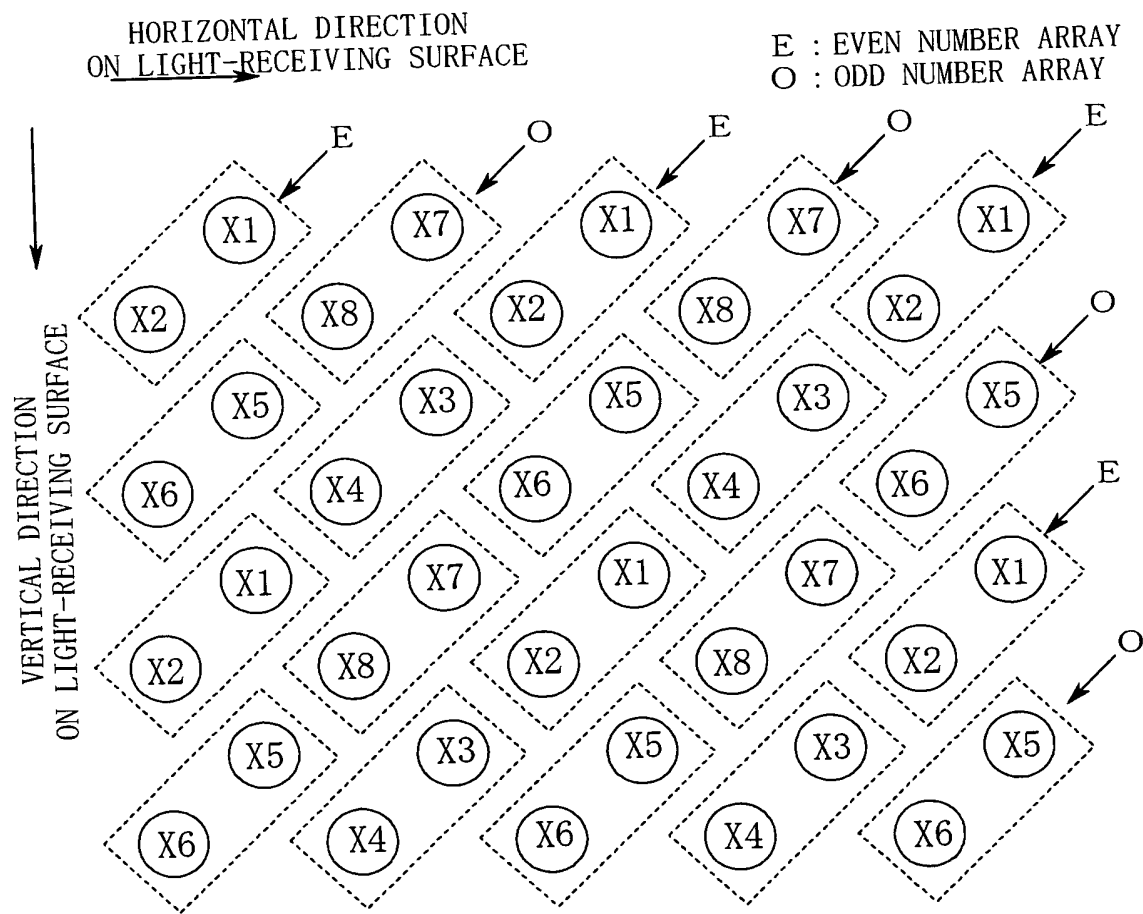 HORIZONTAL DIRECTION
ON LIGHT-RECEIVING SURFACE
E : EVEN NUMBER ARRAY
O : ODD NUMBER ARRAY
E O E O E
X1 X7 X1 X7 X1
X2 X8 X2 X8 X2
O
X5 X3 X5 X3 X5
X6 X4 X6 X4 X6
E
X1 X7 X1 X7 X1
X2 X8 X2 X8 X2
O
X5 X3 X5 X3 X5
X6 X4 X6 X4 X6
VERTICAL DIRECTION
ON LIGHT-RECEIVING SURFACE